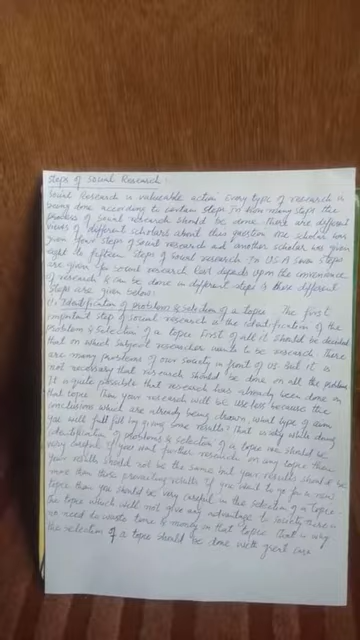 Steps of Social Research:
Social Research is valuable action Every type of research is
being done according to certain steps In how many steps the
process of social research should be done. There are different
views of different scholars about this question One scholar has
given four steps of social research and another scholar has given
eight to fifteen steps of social research. In U.S.A seven steps
are given for social research But depends upon the convenience
of research & can be done in different steps & these different
steps are given below:
(1) Identification of problems & selection of a topic The first
important step of social research is the identification of the
problem & selection of a topic First of all it should be decided
that on which subject researcher wants to be research. There
are many problems of our society in front of us. But it is
not necessary that research should be done on all the problems
It is quite possible that research has already been done on
that topic. Then your research will be useless because the
conclusions which are already being drawn, what type of aim
you will full fil by giving same results? That is why while doing
identification of problems & selection of a topic we should be
very careful if you want further research on any topic then
your results should not be the same but your results should be
more than those prevailing results If you want to go for a new
topic then you should be very careful in the selection of a topic.
The topic which will not give any advantage to society there is
no need to waste time & money on that topic That is why
the selection of a topic should be done with great care